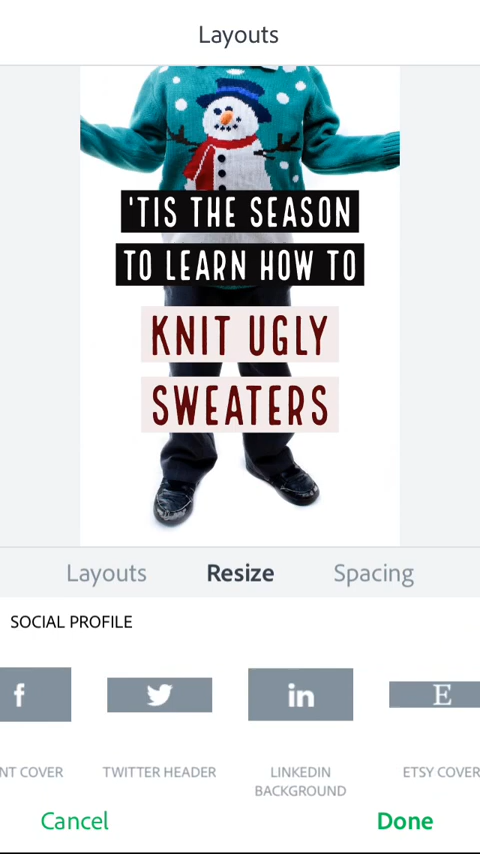 Layouts
'TIS THE SEASON
TO LEARN HOW TO
KNIT UGLY
SWEATERS
Layouts Resize Spacing
SOCIAL PROFILE
f in E
NT COVER TWITTER HEADER LINKEDIN BACKGROUND ETSY COVER
Cancel Done